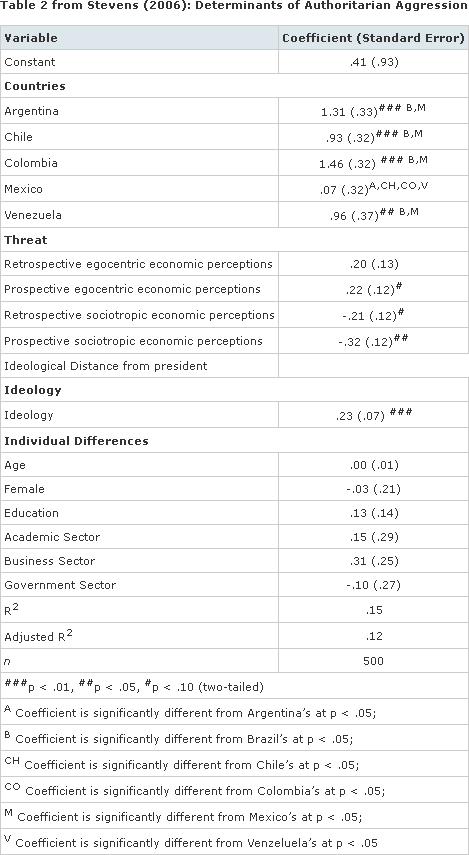 Table 2 from Stevens (2006): Determinants of Authoritarian Aggression
Variable Coefficient (Standard Error)
Constant .41 (.93)
Countries
Argentina 1.31 (.33)### B,M
Chile .93 (.32)### B,M
Colombia 1.46 (.32) ### B,M
Mexico .07 (.32)A,CH,CO,V
Venezuela .96 (.37)## B,M
Threat
Retrospective egocentric economic perceptions .20 (.13)
Prospective egocentric economic perceptions .22 (.12)#
Retrospective sociotropic economic perceptions -.21 (.12)#
Prospective sociotropic economic perceptions -.32 (.12)##
Ideological Distance from president
Ideology
Ideology .23 (.07) ###
Individual Differences
Age .00 (.01)
Female -.03 (.21)
Education .13 (.14)
Academic Sector .15 (.29)
Business Sector .31 (.25)
Government Sector -.10 (.27)
R2 .15
Adjusted R2 .12
n 500
###p < .01, ##p < .05, #p < .10 (two-tailed)
A Coefficient is significantly different from Argentina's at p < .05;
B Coefficient is significantly different from Brazil's at p < .05;
CH Coefficient is significantly different from Chile's at p < .05;
CO Coefficient is significantly different from Colombia's at p < .05;
M Coefficient is significantly different from Mexico's at p < .05;
V Coefficient is significantly different from Venzeluela's at p < .05